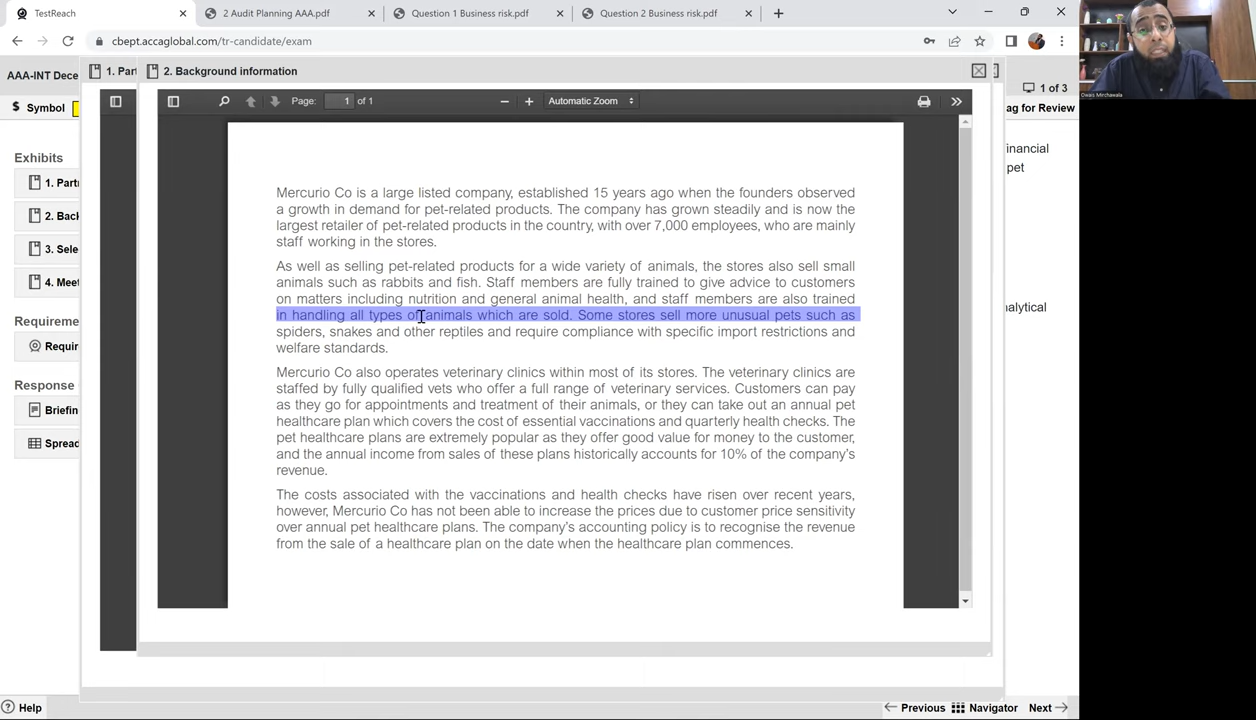 TestReach
2 Audit Planning AAA.pdf
Question 1 Business risk.pdf
Question 2 Business risk.pdf
cbept.accaglobal.com/tr-candidate/exam
AAA-INT Dece
1. Part
2. Background information
1 of 3
$ Symbol
Page: 1 of 1
Automatic Zoom
ag for Review
Exhibits
1. Partn
2. Back
3. Sele
4. Meet
Requireme
Requir
Response
Briefin
Spread
inancial
pet
nalytical
Mercurio Co is a large listed company, established 15 years ago when the founders observed
a growth in demand for pet-related products. The company has grown steadily and is now the
largest retailer of pet-related products in the country, with over 7,000 employees, who are mainly
staff working in the stores.
As well as selling pet-related products for a wide variety of animals, the stores also sell small
animals such as rabbits and fish. Staff members are fully trained to give advice to customers
on matters including nutrition and general animal health, and staff members are also trained
in handling all types of animals which are sold. Some stores sell more unusual pets such as
spiders, snakes and other reptiles and require compliance with specific import restrictions and
welfare standards.
Mercurio Co also operates veterinary clinics within most of its stores. The veterinary clinics are
staffed by fully qualified vets who offer a full range of veterinary services. Customers can pay
as they go for appointments and treatment of their animals, or they can take out an annual pet
healthcare plan which covers the cost of essential vaccinations and quarterly health checks. The
pet healthcare plans are extremely popular as they offer good value for money to the customer,
and the annual income from sales of these plans historically accounts for 10% of the company's
revenue.
The costs associated with the vaccinations and health checks have risen over recent years,
however, Mercurio Co has not been able to increase the prices due to customer price sensitivity
over annual pet healthcare plans. The company's accounting policy is to recognise the revenue
from the sale of a healthcare plan on the date when the healthcare plan commences.
Help
Previous
Navigator
Next
Owais Mirchawala